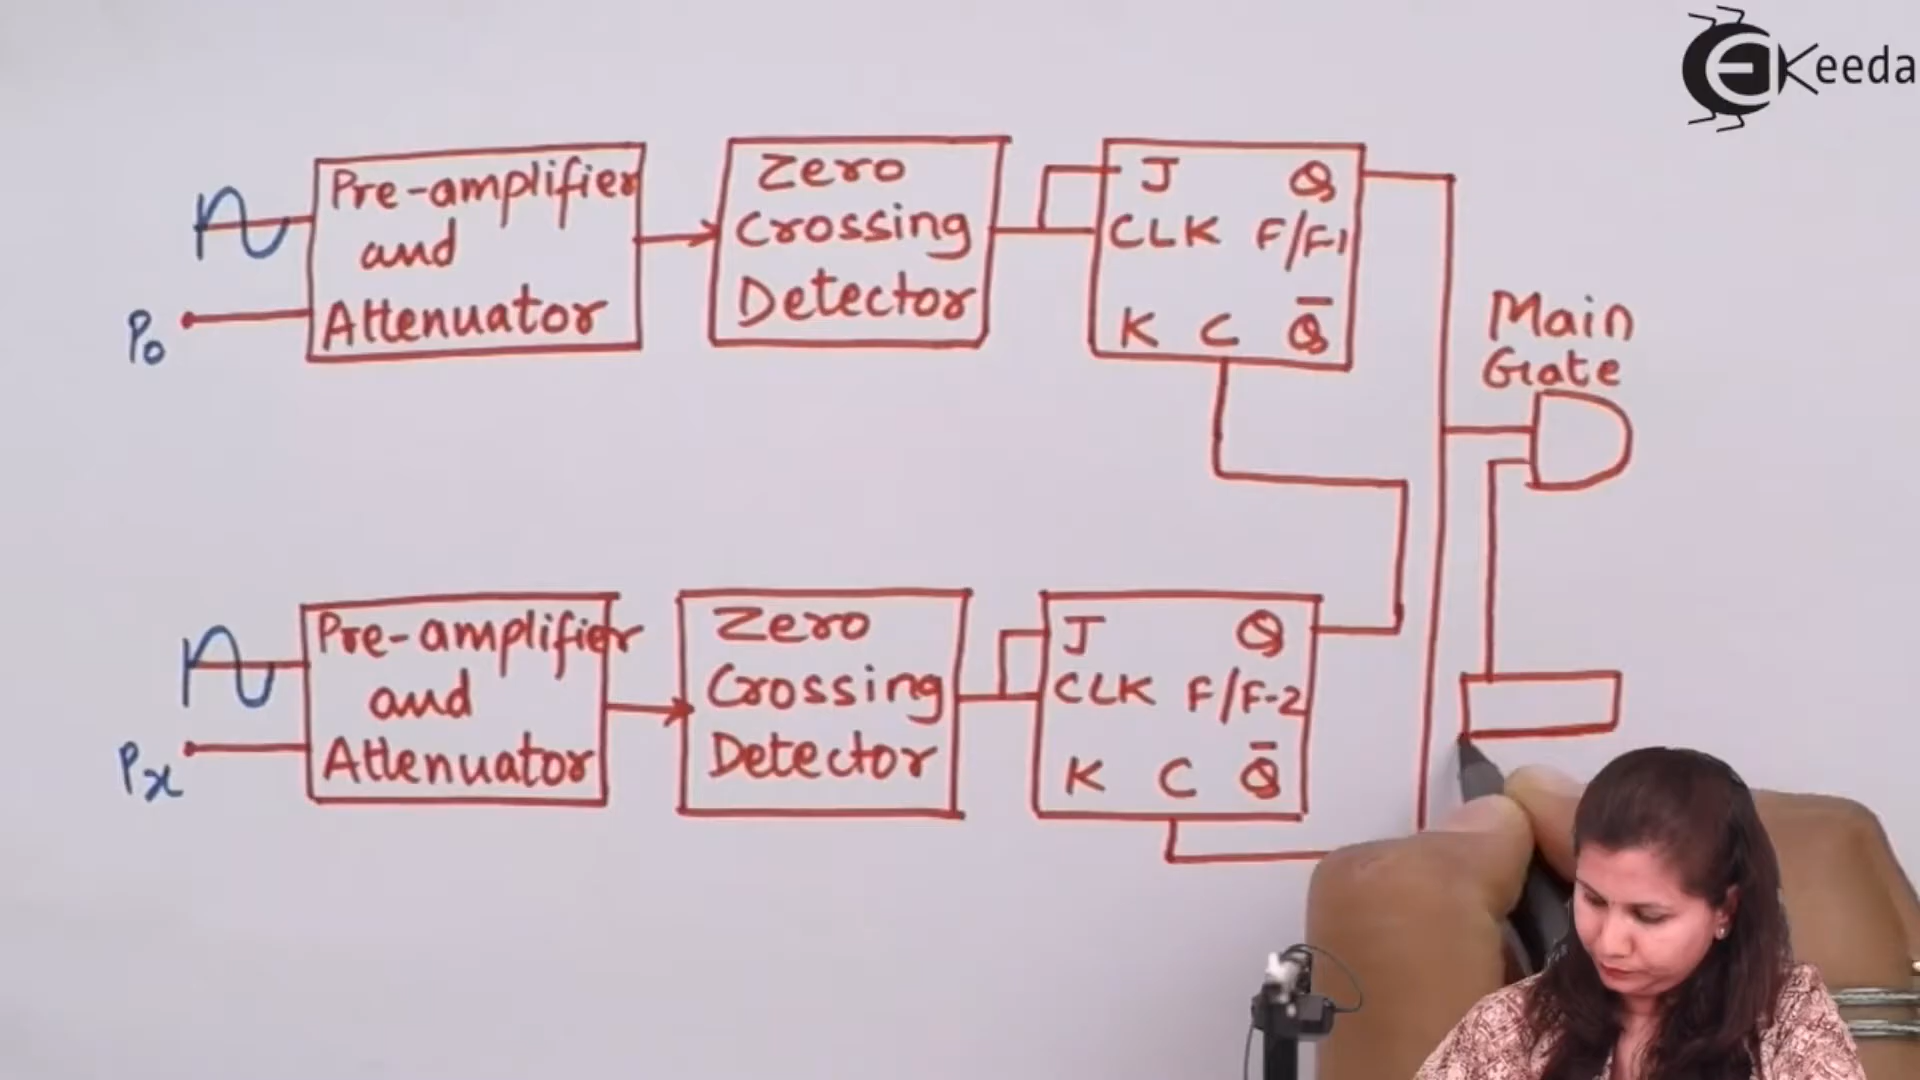 EKeeda
Pre-amplifier
and
Attenuator
P0
Zero
Crossing
Detector
J Q
CLK F/F1
K C Q̅
Main
Gate
Pre-amplifier
and
Attenuator
Px
Zero
Crossing
Detector
J Q
CLK F/F-2
K C Q̅